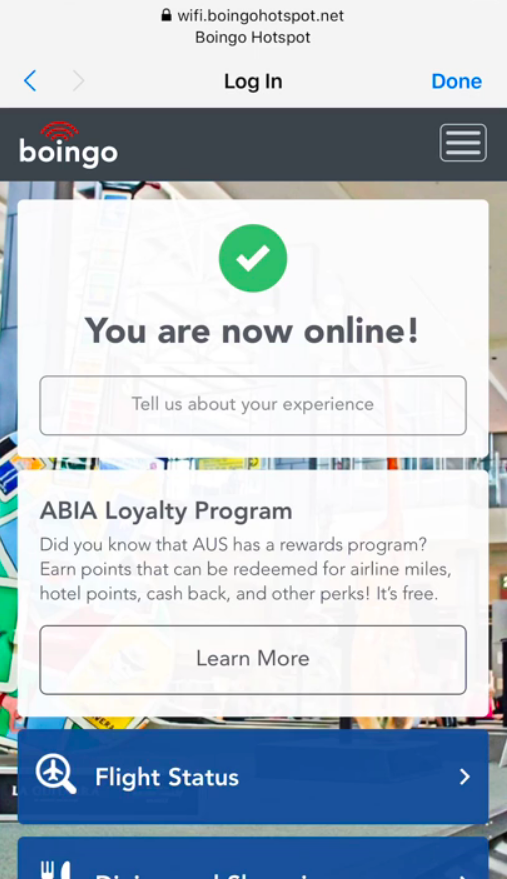 wifi.boingohotspot.net
Boingo Hotspot
Log In
Done
boingo
You are now online!
Tell us about your experience
ABIA Loyalty Program
Did you know that AUS has a rewards program?
Earn points that can be redeemed for airline miles,
hotel points, cash back, and other perks! It's free.
Learn More
Flight Status